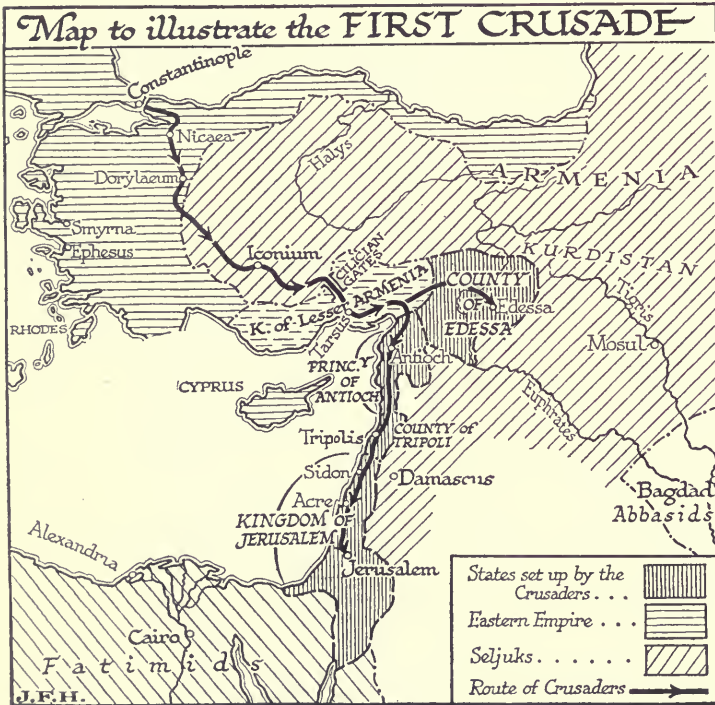 Map to illustrate the FIRST CRUSADE
Constantinople
Nicaea
Dorylaeum
Halys
ARMENIA
Smyrna
Ephesus
Iconium
CILICIAN
GATES
KURDISTAN
K. of Lesser ARMENIA
COUNTY
OF
EDESSA
Edessa
Tigris
RHODES
Tarsus
Mosul
Antioch
PRINC.Y
OF
ANTIOCH
CYPRUS
Euphrates
Tripolis
COUNTY of
TRIPOLI
Sidon
Damascus
Acre
Bagdad
Abbasids
KINGDOM OF
JERUSALEM
Alexandria
Jerusalem
Cairo
Fatimids
J.F.H.
States set up by the
Crusaders . . .
Eastern Empire . . .
Seljuks . . . . . .
Route of Crusaders